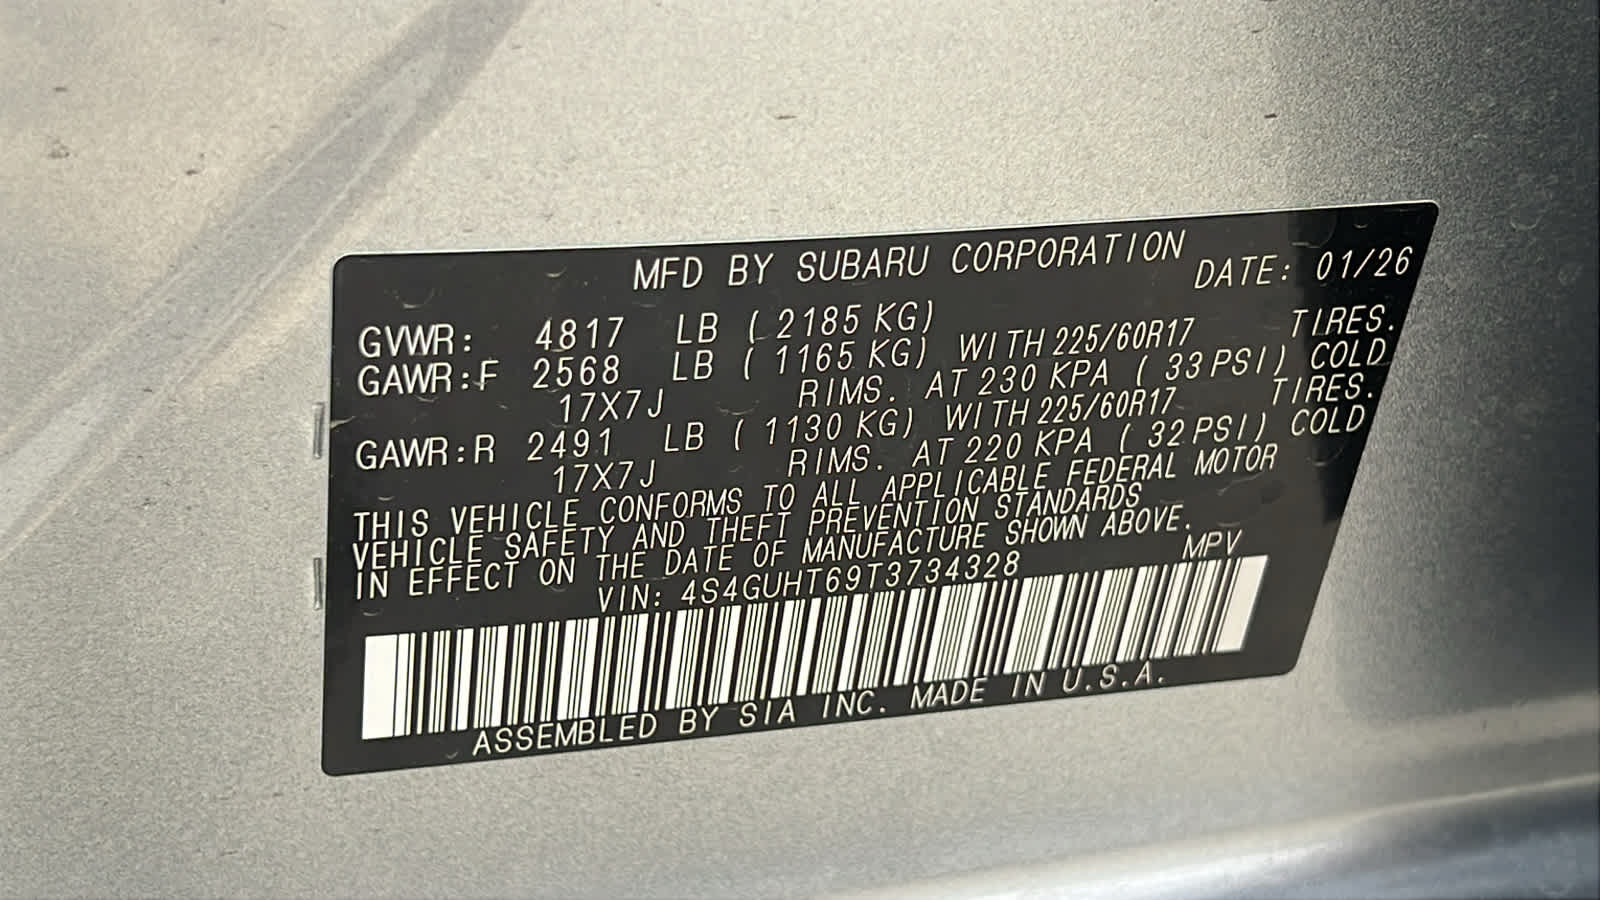 MFD BY SUBARU CORPORATION DATE: 01/26
GVWR: 4817 LB ( 2185 KG)
GAWR:F 2568 LB ( 1165 KG) WITH 225/60R17 TIRES.
17X7J RIMS. AT 230 KPA ( 33 PSI) COLD
GAWR:R 2491 LB ( 1130 KG) WITH 225/60R17 TIRES.
17X7J RIMS. AT 220 KPA ( 32 PSI) COLD
THIS VEHICLE CONFORMS TO ALL APPLICABLE FEDERAL MOTOR
VEHICLE SAFETY AND THEFT PREVENTION STANDARDS
IN EFFECT ON THE DATE OF MANUFACTURE SHOWN ABOVE.
VIN: 4S4GUHT69T3734328 MPV
ASSEMBLED BY SIA INC. MADE IN U.S.A.